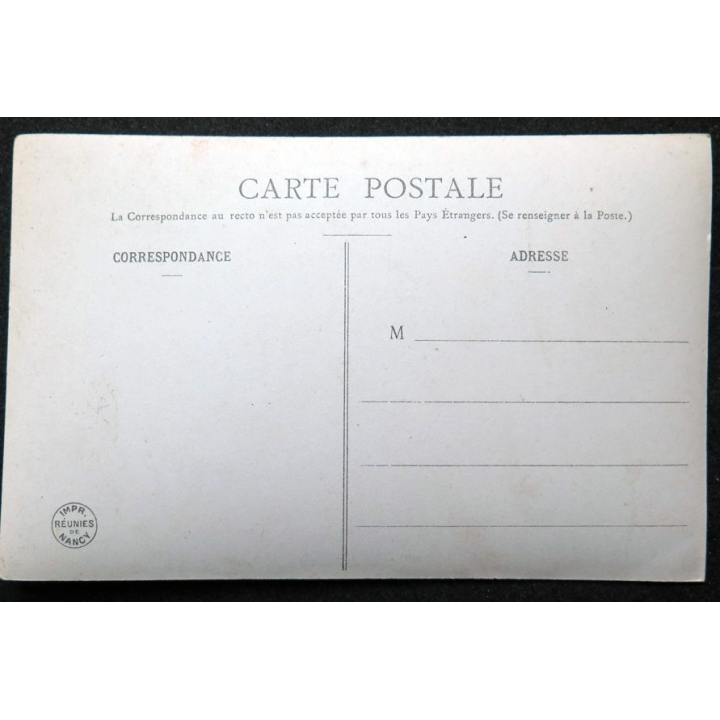 CARTE POSTALE
La Correspondance au recto n'est pas acceptée par tous les Pays Étrangers. (Se renseigner à la Poste.)
CORRESPONDANCE
ADRESSE
M
IMPR.
RÉUNIES
DE
NANCY